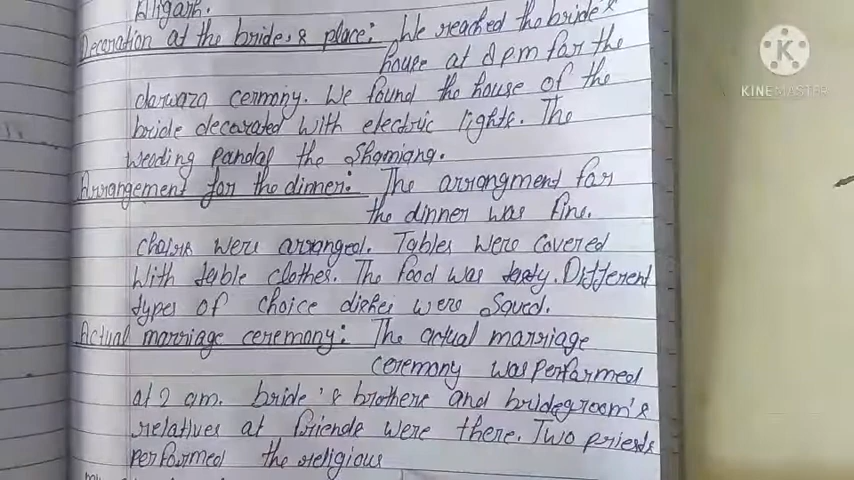 Aligarh.
Decoration at the bride's place: We reached the bride's
house at 8 pm for the
darwaza cermony. We found the house of the
bride decorated with electric lights. The
weading pandal the Shamiana.
Arrangement for the dinner: The arrangment for
the dinner was fine.
chairs were arranged. Tables were covered
with table clothes. The food was tasty. Different
types of choice dishes were Saved.
Actual marriage ceremony: The actual marriage
ceremony was performed
at 2 am. bride's brothers and bridegroom's
relatives at friends were there. Two priests
performed the religious
KINEMASTER